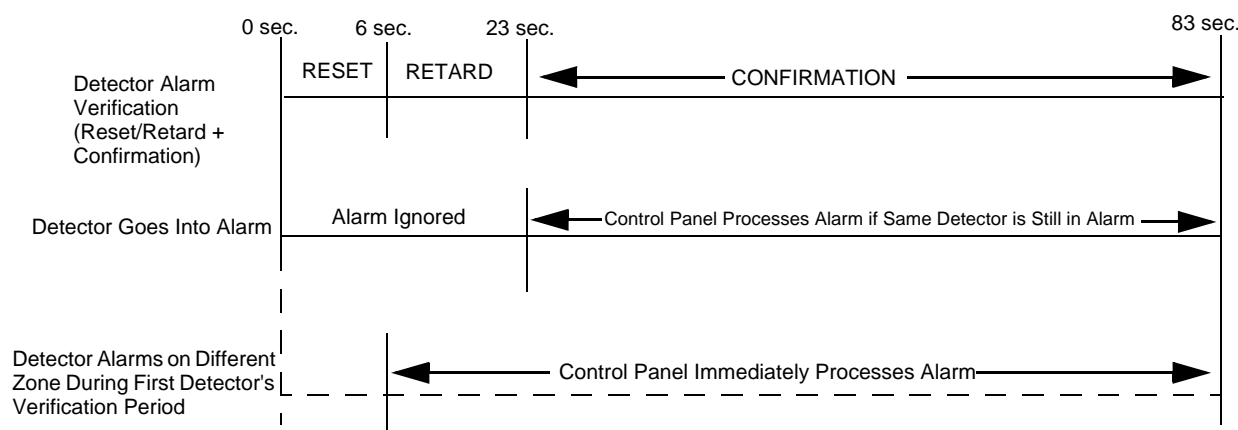 0 sec. 6 sec. 23 sec. 83 sec.
RESET RETARD CONFIRMATION
Detector Alarm
Verification
(Reset/Retard +
Confirmation)
Detector Goes Into Alarm Alarm Ignored Control Panel Processes Alarm if Same Detector is Still in Alarm
Detector Alarms on Different
Zone During First Detector's
Verification Period
Control Panel Immediately Processes Alarm